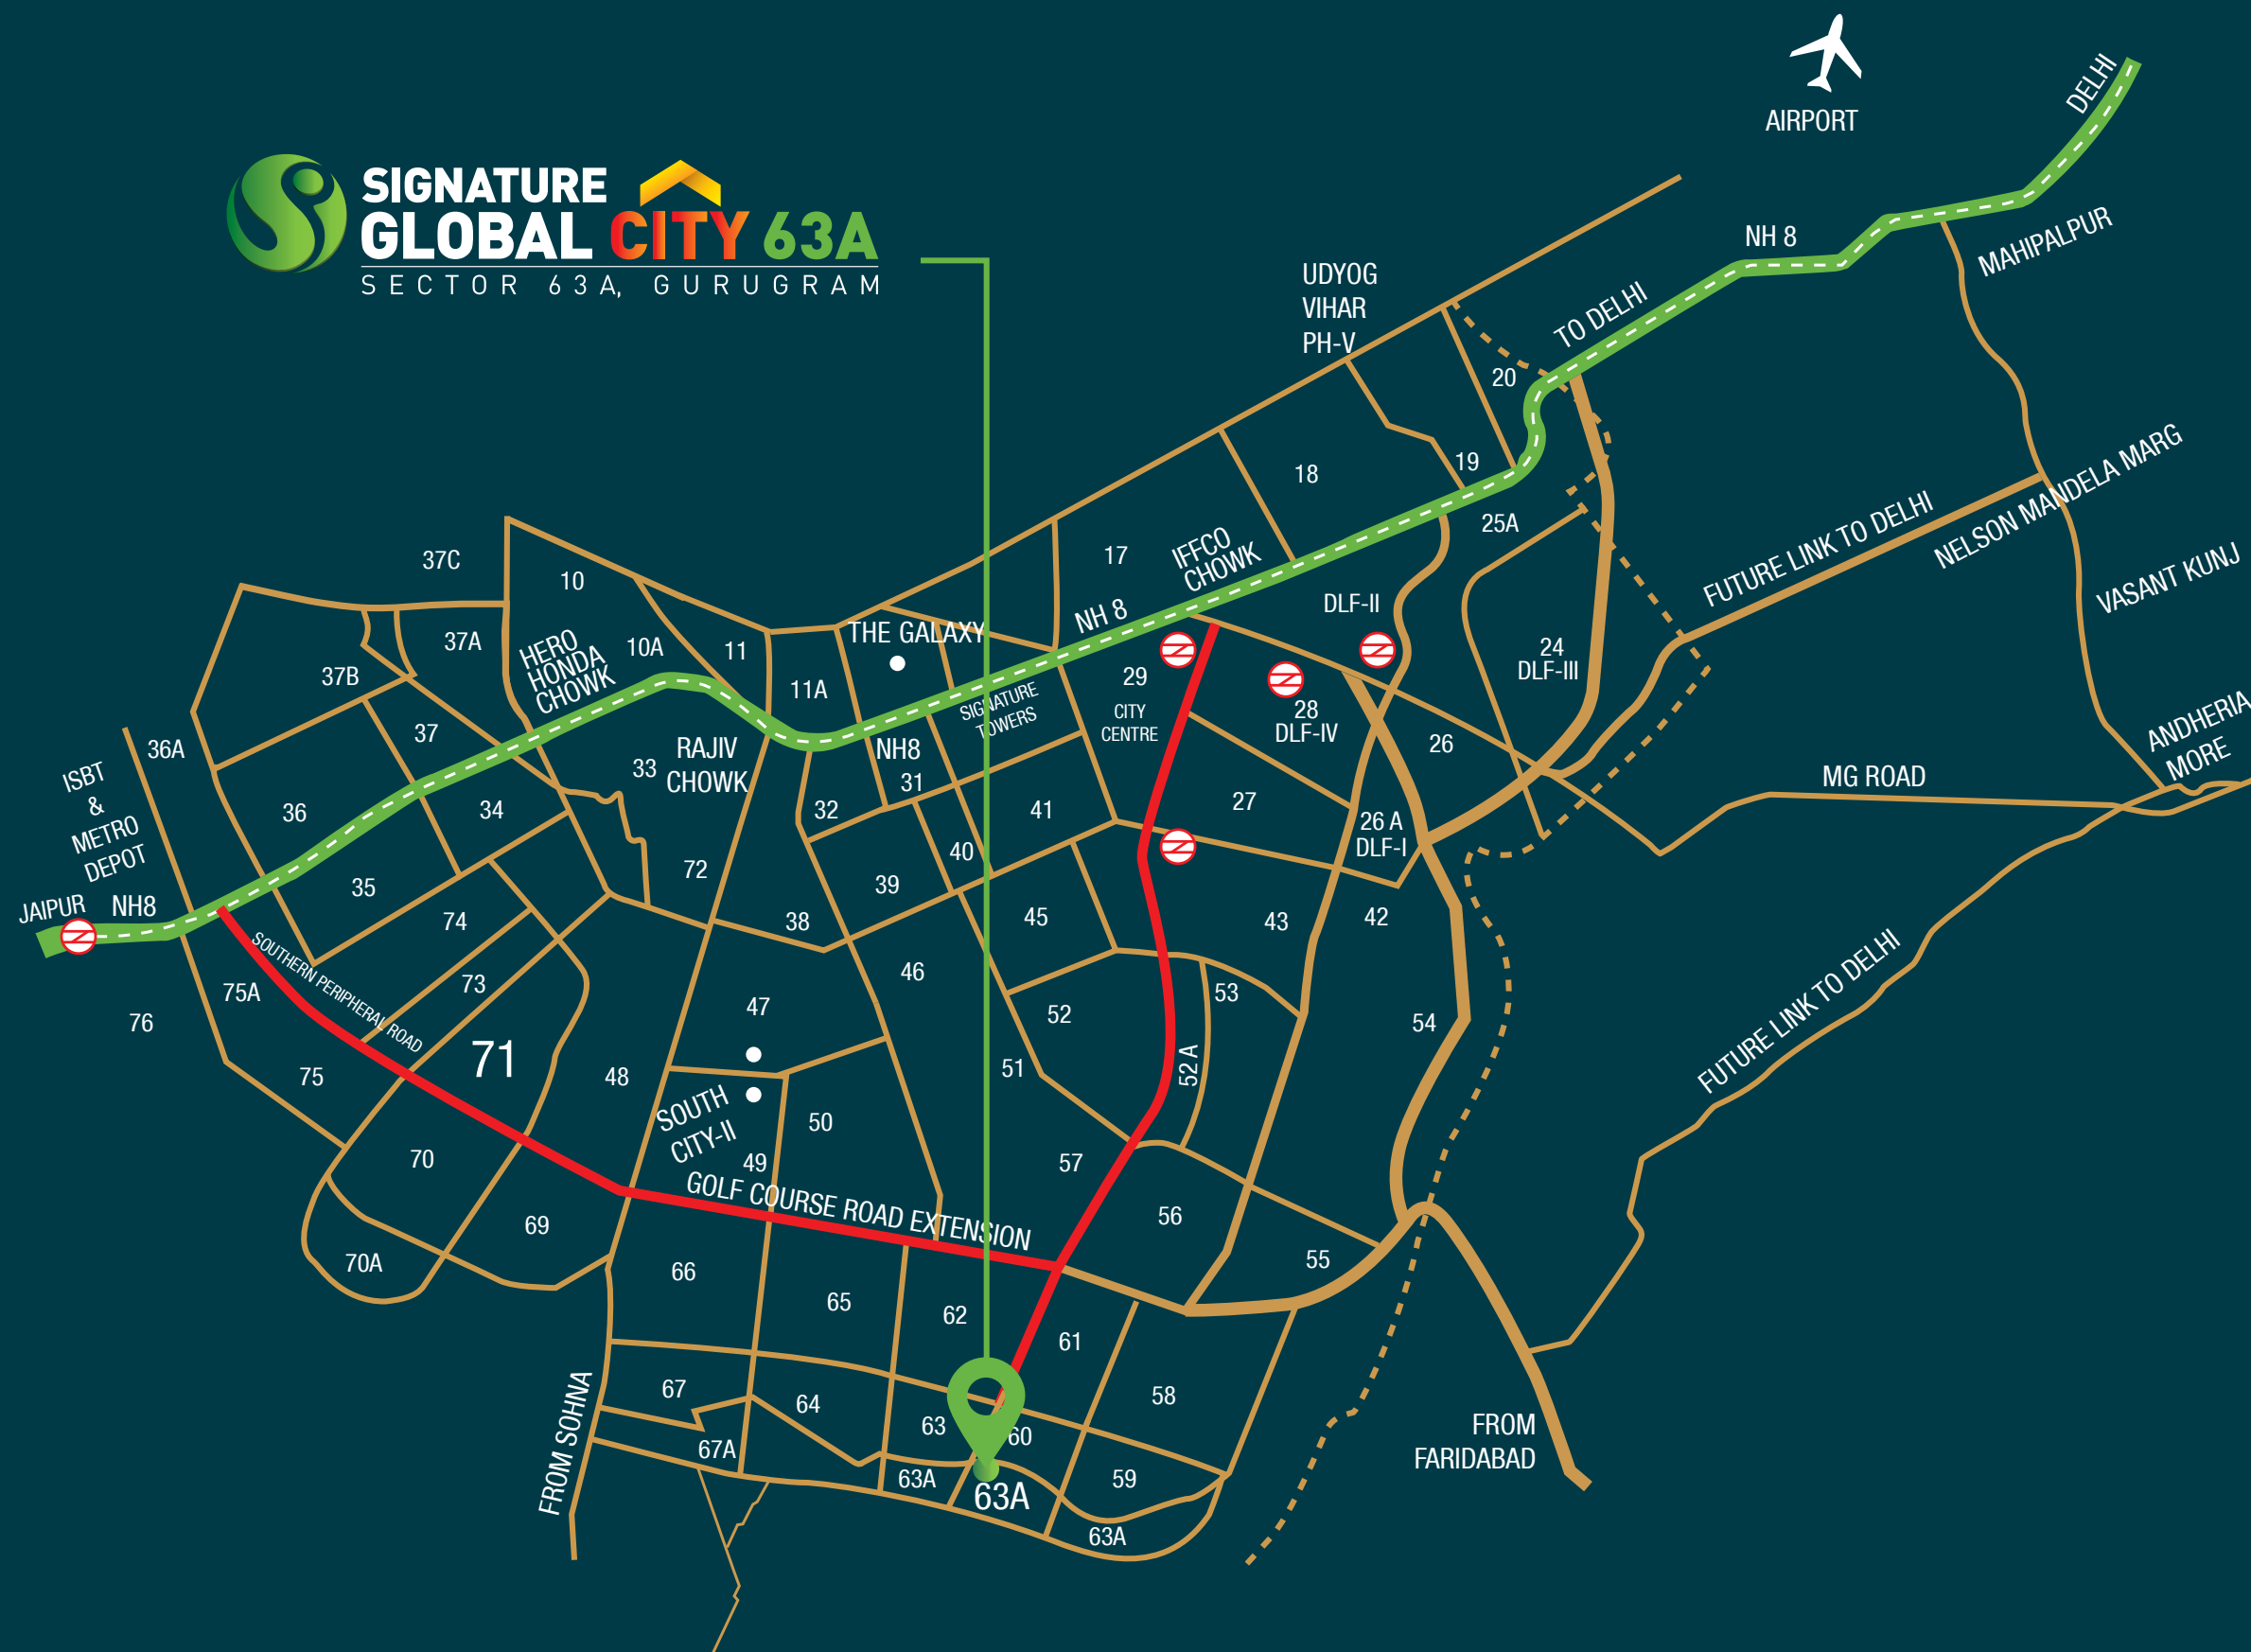 SIGNATURE
GLOBAL CITY 63A
SECTOR 63A, GURUGRAM
AIRPORT
DELHI
NH 8
MAHIPALPUR
TO DELHI
UDYOG
VIHAR
PH-V
20
19
18
25A
17
IFFCO
CHOWK
NH 8
FUTURE LINK TO DELHI
NELSON MANDELA MARG
VASANT KUNJ
ANDHERIA
MORE
MG ROAD
FUTURE LINK TO DELHI
DLF-II
24
DLF-III
37C
10
37A
10A
11
HERO
HONDA
CHOWK
37B
THE GALAXY
11A
29
CITY
CENTRE
SIGNATURE
TOWERS
28
DLF-IV
26
37
36A
33
RAJIV
CHOWK
NH8
31
32
41
27
26 A
DLF-I
ISBT
&
METRO
DEPOT
36
34
40
72
39
35
JAIPUR
NH8
74
38
45
43
42
SOUTHERN PERIPHERAL ROAD
73
46
75A
76
47
52
53
54
71
75
48
51
52 A
SOUTH
CITY-II
50
49
57
70
GOLF COURSE ROAD EXTENSION
69
56
55
70A
66
65
62
61
FROM SOHNA
67
64
63
60
58
67A
63A
63A
59
63A
FROM
FARIDABAD